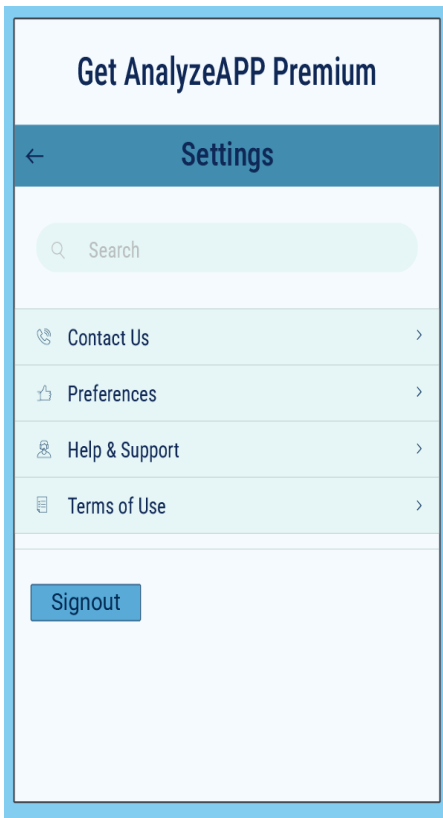 Get AnalyzeAPP Premium
Settings
Search
Contact Us
Preferences
Help & Support
Terms of Use
Signout